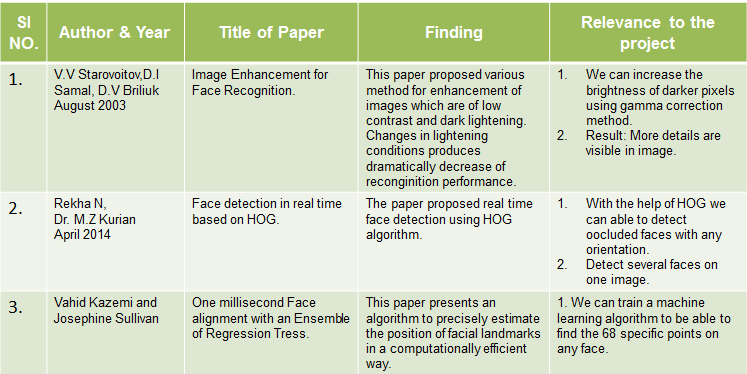 SI NO.
Author & Year
Title of Paper
Finding
Relevance to the project
1.
V.V Starovoitov,D.I
Samal, D.V Briliuk
August 2003
Image Enhancement for
Face Recognition.
This paper proposed various
method for enhancement of
images which are of low
contrast and dark lightening.
Changes in lightening
conditions produces
dramatically decrease of
reconginition performance.
1. We can increase the
brightness of darker pixels
using gamma correction
method.
2. Result: More details are
visible in image.
2.
Rekha N,
Dr. M.Z Kurian
April 2014
Face detection in real time
based on HOG.
The paper proposed real time
face detection using HOG
algorithm.
1. With the help of HOG we
can able to detect
oocluded faces with any
orientation.
2. Detect several faces on
one image.
3.
Vahid Kazemi and
Josephine Sullivan
One millisecond Face
alignment with an Ensemble
of Regression Tress.
This paper presents an
algorithm to precisely estimate
the position of facial landmarks
in a computationally efficient
way.
1. We can train a machine
learning algorithm to be able to
find the 68 specific points on
any face.